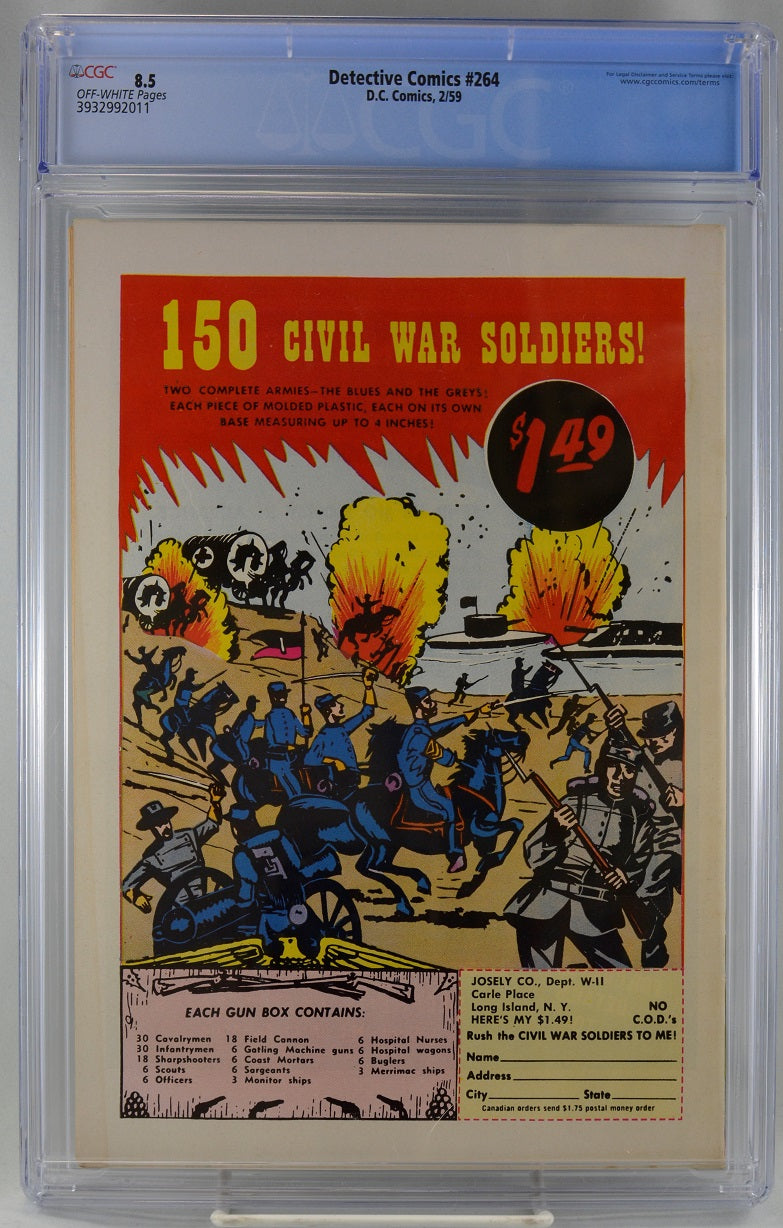 CGC 8.5
OFF-WHITE Pages
3932992011
Detective Comics #264
D.C. Comics, 2/59
For Legal Disclaimer and Service Terms please visit:
www.cgccomics.com/terms
CGC
150 CIVIL WAR SOLDIERS!
TWO COMPLETE ARMIES—THE BLUES AND THE GREYS!
EACH PIECE OF MOLDED PLASTIC, EACH ON ITS OWN
BASE MEASURING UP TO 4 INCHES!
$1.49
EACH GUN BOX CONTAINS:
30 Cavalrymen
30 Infantrymen
18 Sharpshooters
6 Scouts
6 Officers
18 Field Cannon
6 Gatling Machine guns
6 Coast Mortars
6 Sargeants
3 Monitor ships
6 Hospital Nurses
6 Hospital wagons
6 Buglers
3 Merrimac ships
JOSELY CO., Dept. W-11
Carle Place
Long Island, N. Y.
HERE'S MY $1.49!
NO
C.O.D.'s
Rush the CIVIL WAR SOLDIERS TO ME!
Name
Address
City State
Canadian orders send $1.75 postal money order